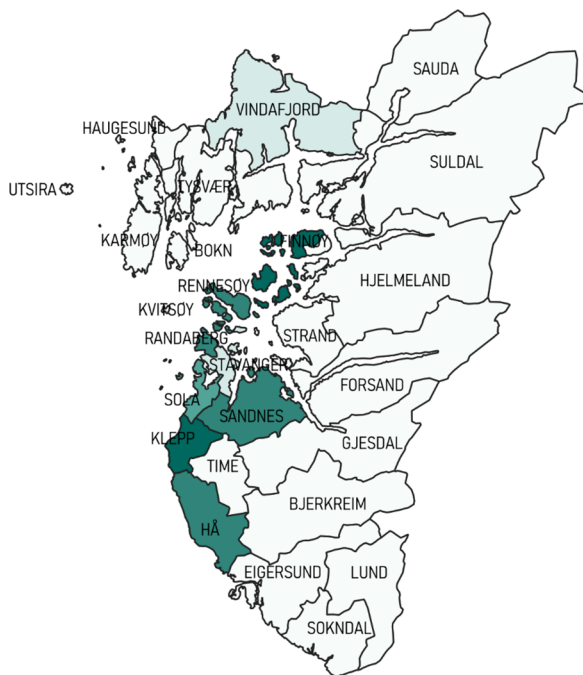 SAUDA
VINDAFJORD
HAUGESUND
SULDAL
UTSIRA
TYSVÆR
KARMØY
BOKN
FINNØY
HJELMELAND
RENNESØY
KVITSØY
STRAND
RANDABERG
STAVANGER
FORSAND
SOLA
SANDNES
KLEPP
GJESDAL
TIME
BJERKREIM
HÅ
EIGERSUND
LUND
SOKNDAL